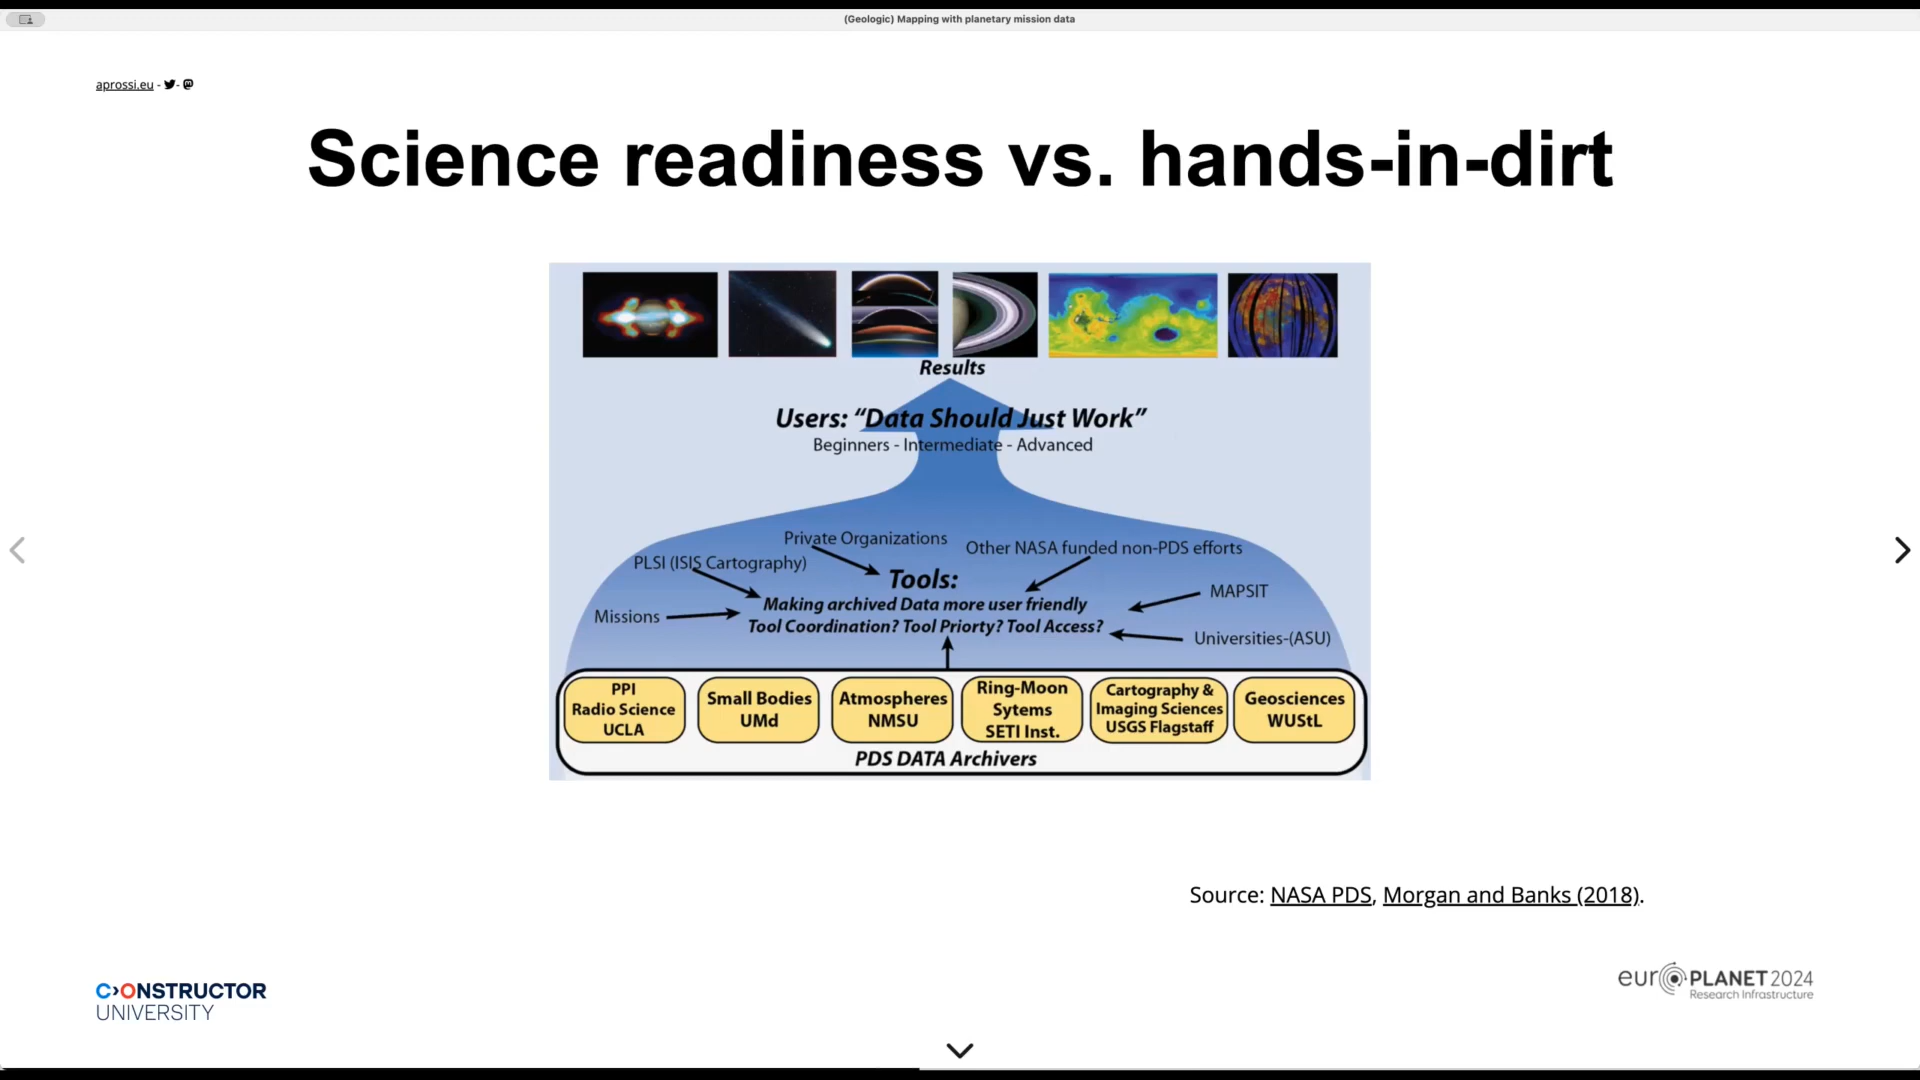 (Geologic) Mapping with planetary mission data
aprossi.eu - -
Science readiness vs. hands-in-dirt
Results
Users: “Data Should Just Work”
Beginners - Intermediate - Advanced
Private Organizations
Other NASA funded non-PDS efforts
PLSI (ISIS Cartography)
Tools:
MAPSIT
Making archived Data more user friendly
Missions
Tool Coordination? Tool Priorty? Tool Access?
Universities-(ASU)
PPI
Radio Science
UCLA
Small Bodies
UMd
Atmospheres
NMSU
Ring-Moon
Sytems
SETI Inst.
Cartography &
Imaging Sciences
USGS Flagstaff
Geosciences
WUStL
PDS DATA Archivers
Source: NASA PDS, Morgan and Banks (2018).
CONSTRUCTOR
UNIVERSITY
euroPLANET 2024
Research Infrastructure